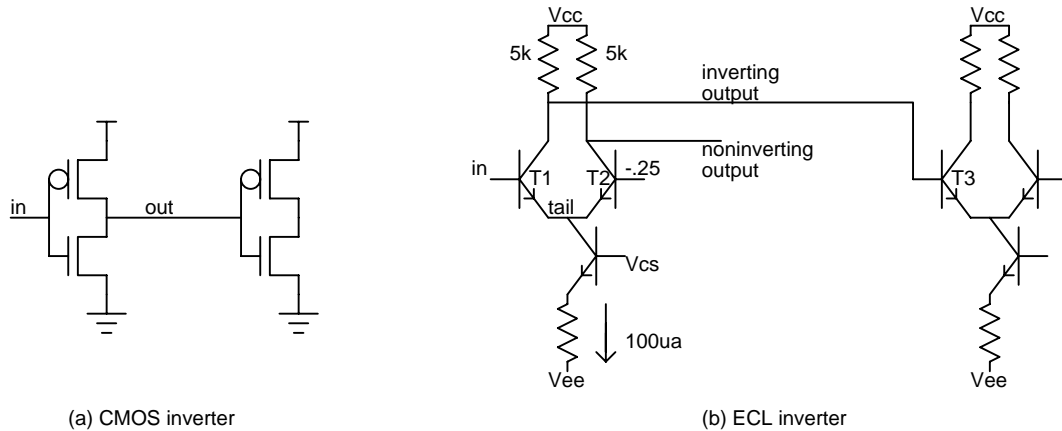 Vcc
Vcc
5k
5k
inverting
output
in
T1
T2
-.25
noninverting
output
T3
in
out
tail
Vcs
100ua
Vee
Vee
(a) CMOS inverter
(b) ECL inverter